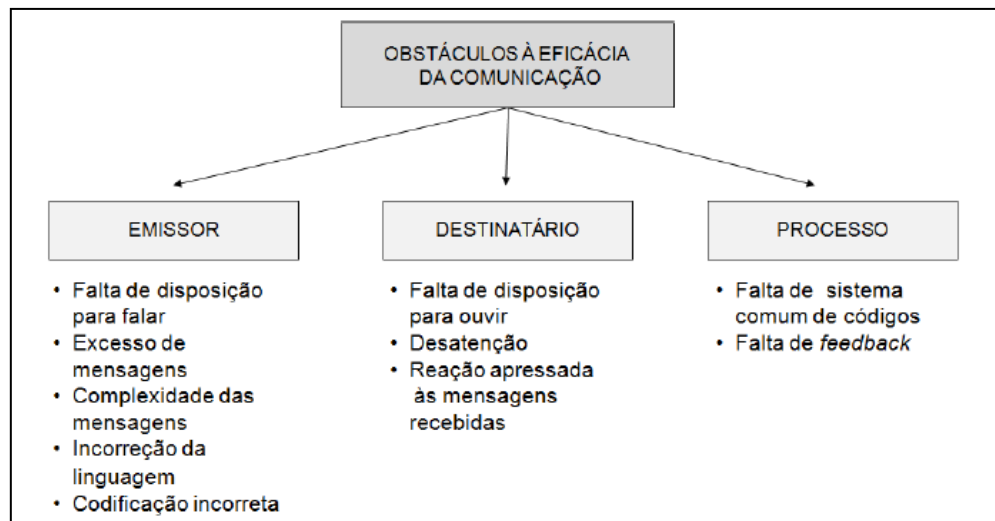 OBSTÁCULOS À EFICÁCIA
DA COMUNICAÇÃO
EMISSOR
• Falta de disposição
para falar
• Excesso de
mensagens
• Complexidade das
mensagens
• Incorreção da
linguagem
• Codificação incorreta
DESTINATÁRIO
• Falta de disposição
para ouvir
• Desatenção
• Reação apressada
às mensagens
recebidas
PROCESSO
• Falta de sistema
comum de códigos
• Falta de feedback